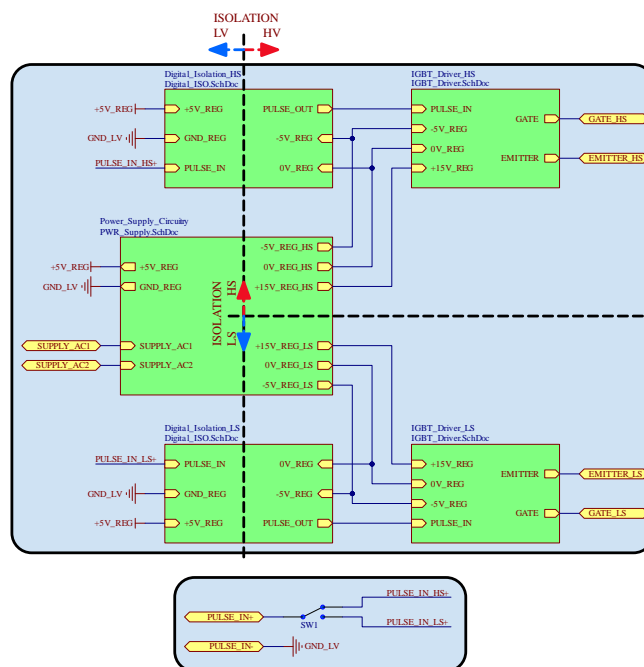 ISOLATION
LV HV
Digital_Isolation_HS
Digital_ISO.SchDoc
IGBT_Driver_HS
IGBT_Driver.SchDoc
+5V_REG +5V_REG PULSE_OUT PULSE_IN
GATE GATE_HS
-5V_REG
GND_LV GND_REG -5V_REG
0V_REG
EMITTER EMITTER_HS
PULSE_IN_HS+ PULSE_IN 0V_REG +15V_REG
Power_Supply_Circuitry
PWR_Supply.SchDoc
-5V_REG_HS
+5V_REG +5V_REG 0V_REG_HS
GND_LV GND_REG +15V_REG_HS
ISOLATION
HS
LS
SUPPLY_AC1 SUPPLY_AC1 +15V_REG_LS
SUPPLY_AC2 SUPPLY_AC2 0V_REG_LS
-5V_REG_LS
Digital_Isolation_LS
Digital_ISO.SchDoc
IGBT_Driver_LS
IGBT_Driver.SchDoc
PULSE_IN_LS+ PULSE_IN 0V_REG +15V_REG
EMITTER EMITTER_LS
0V_REG
GND_LV GND_REG -5V_REG
-5V_REG
GATE GATE_LS
+5V_REG +5V_REG PULSE_OUT PULSE_IN
PULSE_IN_HS+
PULSE_IN+
SW1
PULSE_IN_LS+
PULSE_IN- GND_LV